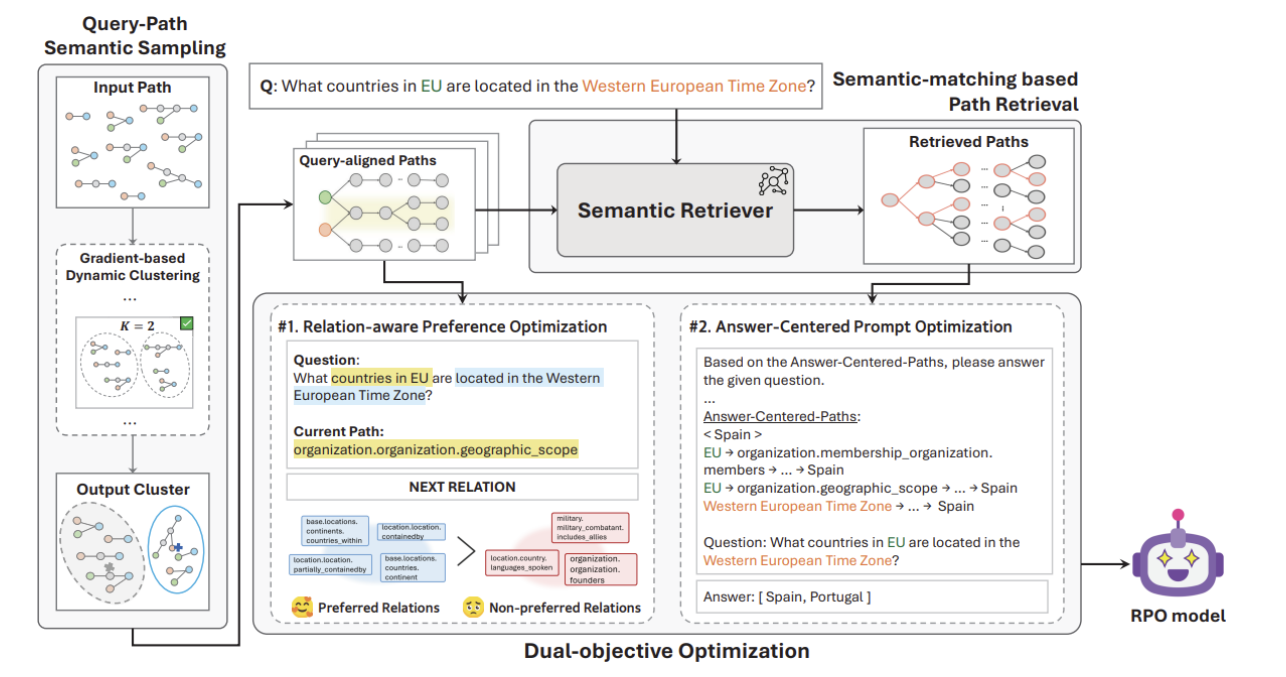 Query-Path
Semantic Sampling
Input Path
Gradient-based
Dynamic Clustering
...
K = 2
...
Output Cluster
Q: What countries in EU are located in the Western European Time Zone?
Semantic-matching based
Path Retrieval
Query-aligned Paths
Semantic Retriever
Retrieved Paths
#1. Relation-aware Preference Optimization
Question:
What countries in EU are located in the Western
European Time Zone?
Current Path:
organization.organization.geographic_scope
NEXT RELATION
base.locations.
continents.
countries_within
location.location.
containedby
location.location.
partially_containedby
base.locations.
countries.
continent
military.
military_combatant.
includes_allies
location.country.
languages_spoken
organization.
organization.
founders
Preferred Relations
Non-preferred Relations
#2. Answer-Centered Prompt Optimization
Based on the Answer-Centered-Paths, please answer
the given question.
...
Answer-Centered-Paths:
< Spain >
EU → organization.membership_organization.
members → ... → Spain
EU → organization.geographic_scope → ... → Spain
Western European Time Zone → ... → Spain
Question: What countries in EU are located in the
Western European Time Zone?
Answer: [ Spain, Portugal ]
RPO model
Dual-objective Optimization